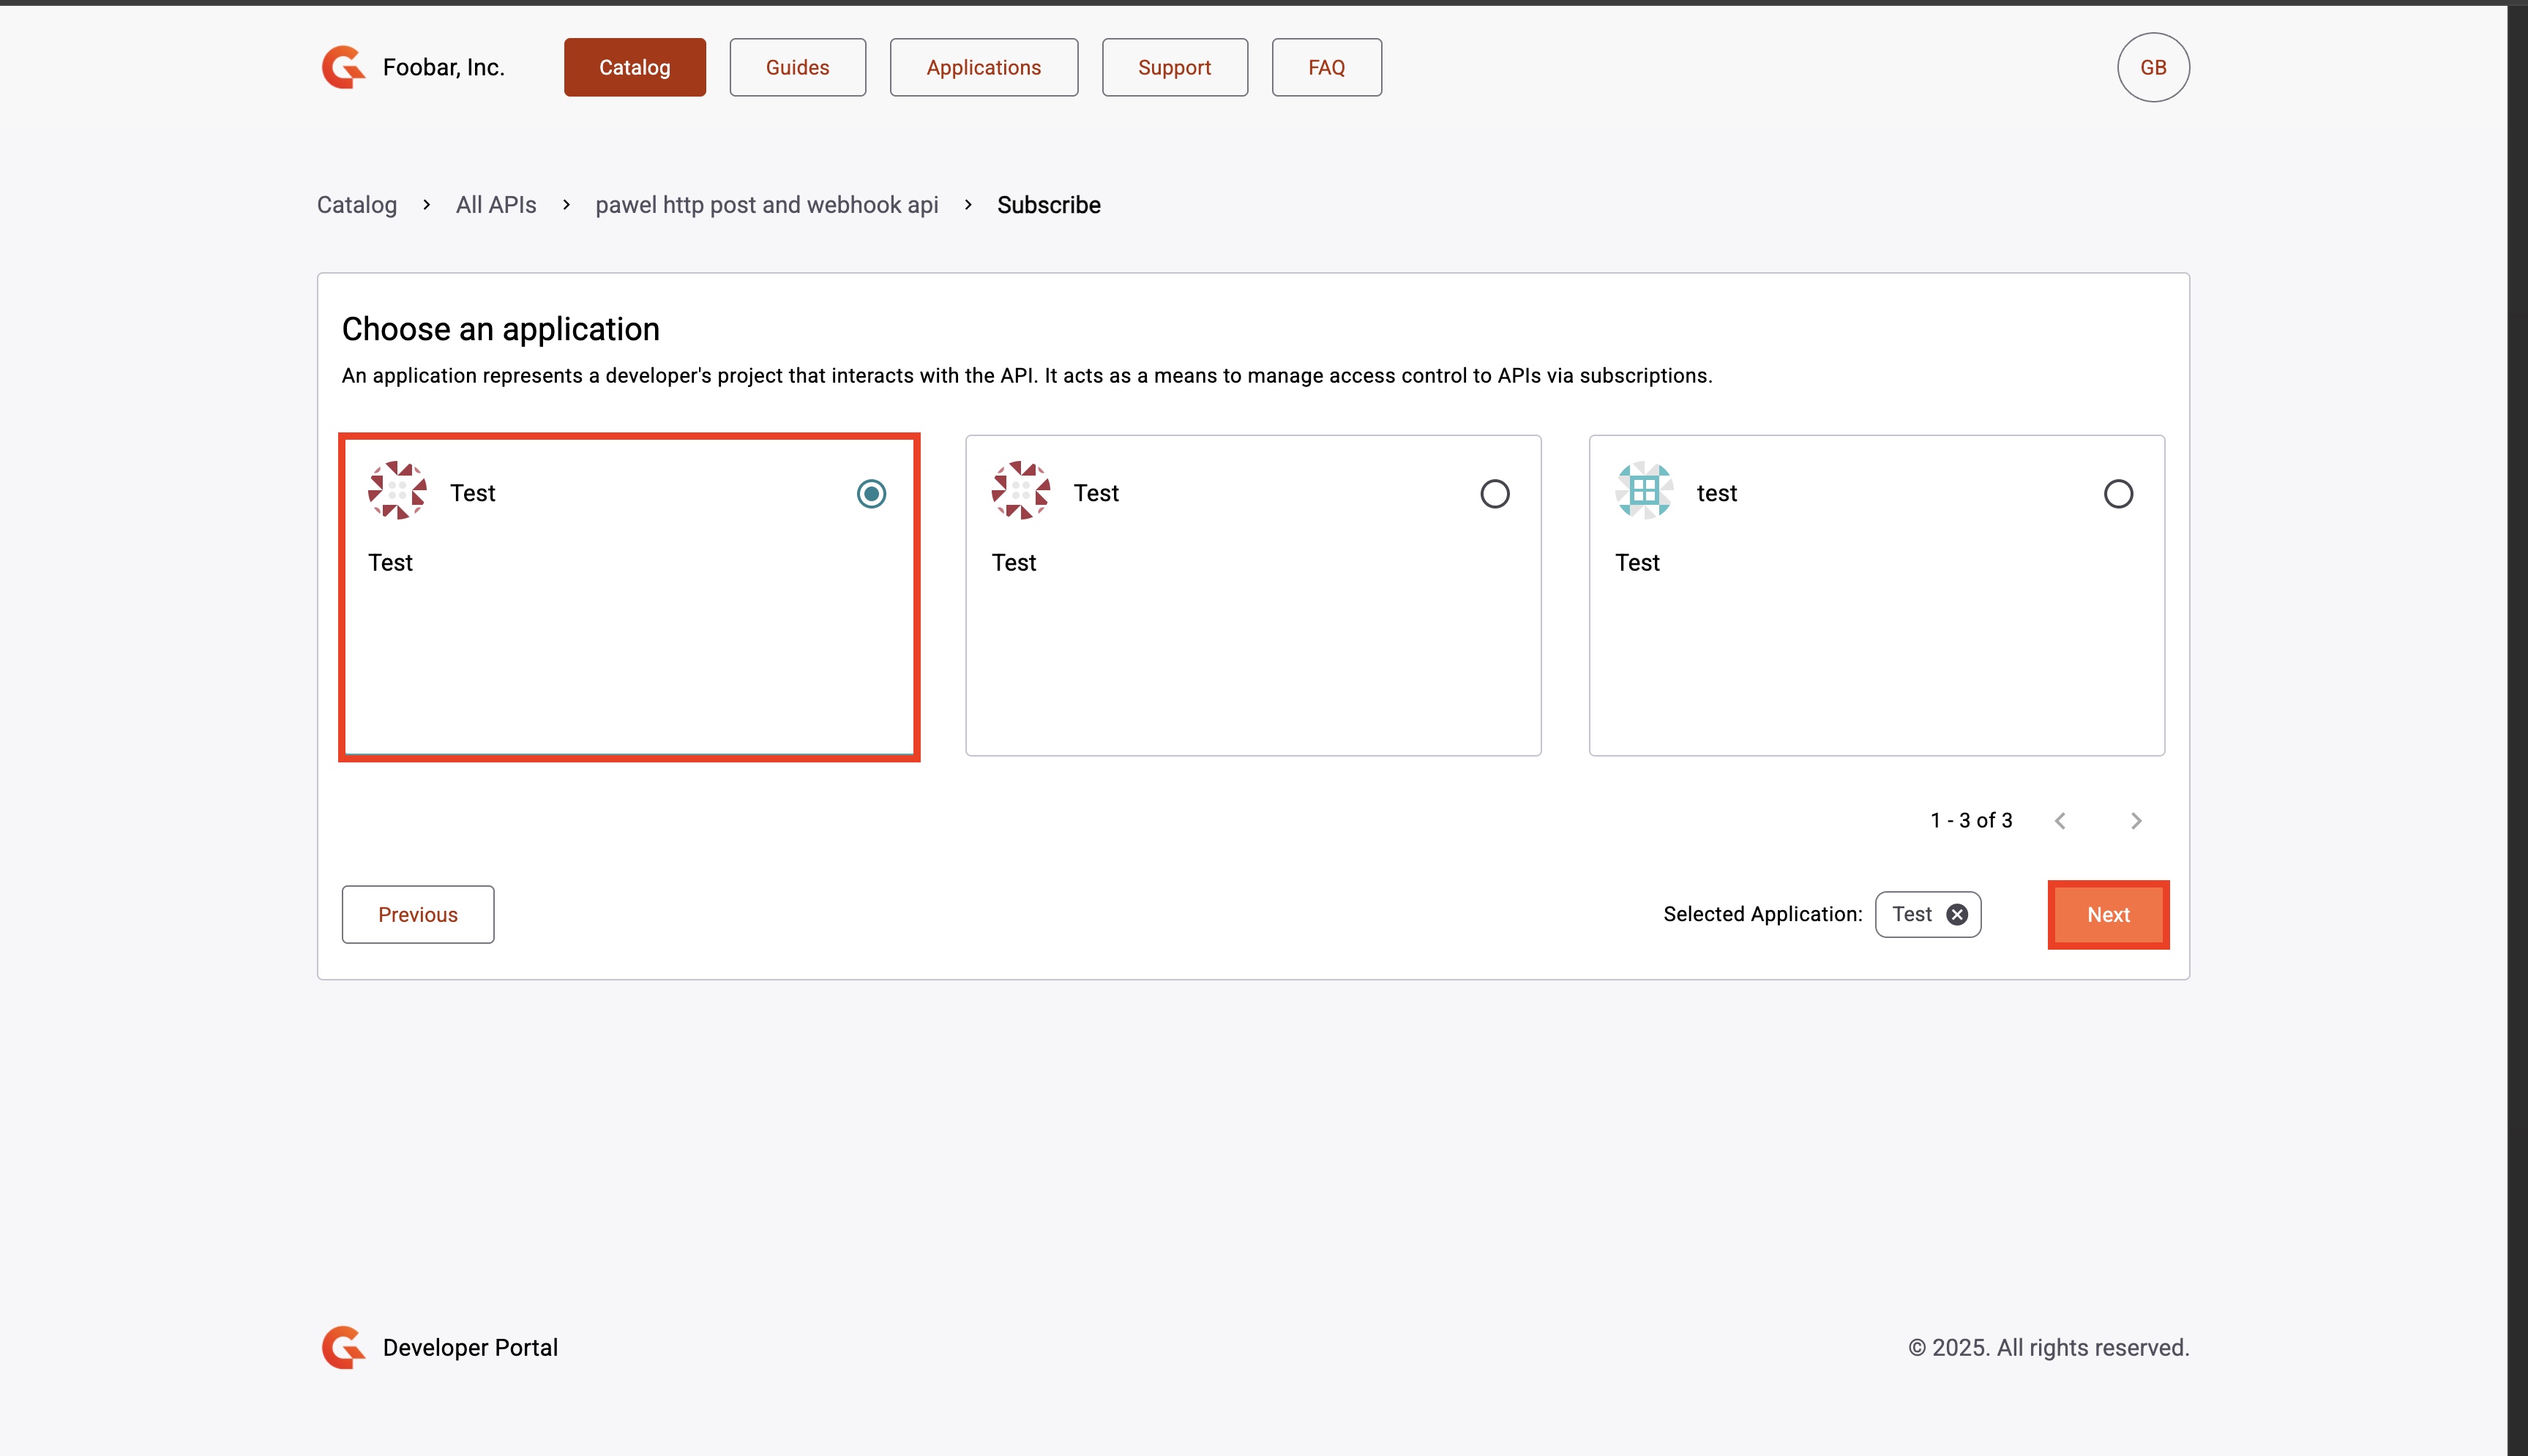 Foobar, Inc. Catalog Guides Applications Support FAQ GB
Catalog > All APIs > pawel http post and webhook api > Subscribe
Choose an application
An application represents a developer's project that interacts with the API. It acts as a means to manage access control to APIs via subscriptions.
Test
Test
Test
Test
test
Test
1 - 3 of 3
Previous
Selected Application: Test
Next
Developer Portal
© 2025. All rights reserved.